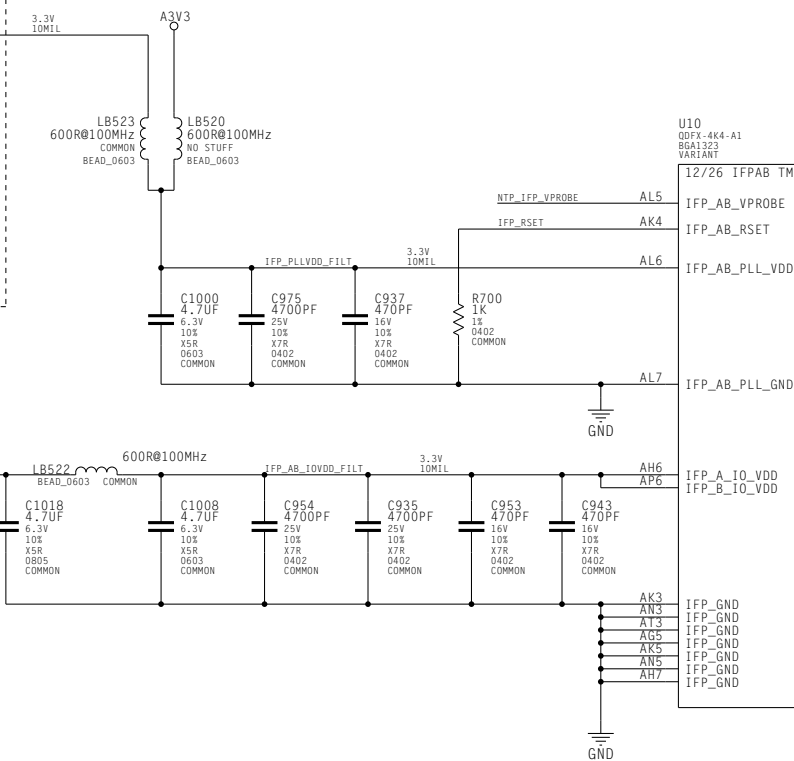 3.3V
10MIL
A3V3
LB523
600R@100MHz
COMMON
BEAD_0603
LB520
600R@100MHz
NO STUFF
BEAD_0603
U10
QDFX-4K4-A1
BGA1323
VARIANT
12/26 IFPAB TM
NTP_IFP_VPROBE
AL5
IFP_AB_VPROBE
IFP_RSET
AK4
IFP_AB_RSET
IFP_PLLVDD_FILT
3.3V
10MIL
AL6
IFP_AB_PLL_VDD
C1000
4.7UF
6.3V
10%
X5R
0603
COMMON
C975
4700PF
25V
10%
X7R
0402
COMMON
C937
470PF
16V
10%
X7R
0402
COMMON
R700
1K
1%
0402
COMMON
AL7
IFP_AB_PLL_GND
GND
LB522
600R@100MHz
BEAD_0603 COMMON
IFP_AB_IOVDD_FILT
3.3V
10MIL
AH6
IFP_A_IO_VDD
AP6
IFP_B_IO_VDD
C1018
4.7UF
6.3V
10%
X5R
0805
COMMON
C1008
4.7UF
6.3V
10%
X5R
0603
COMMON
C954
4700PF
25V
10%
X7R
0402
COMMON
C935
4700PF
25V
10%
X7R
0402
COMMON
C953
470PF
16V
10%
X7R
0402
COMMON
C943
470PF
16V
10%
X7R
0402
COMMON
AK3
IFP_GND
AN3
IFP_GND
AT3
IFP_GND
AG5
IFP_GND
AK5
IFP_GND
AN5
IFP_GND
AH7
IFP_GND
GND